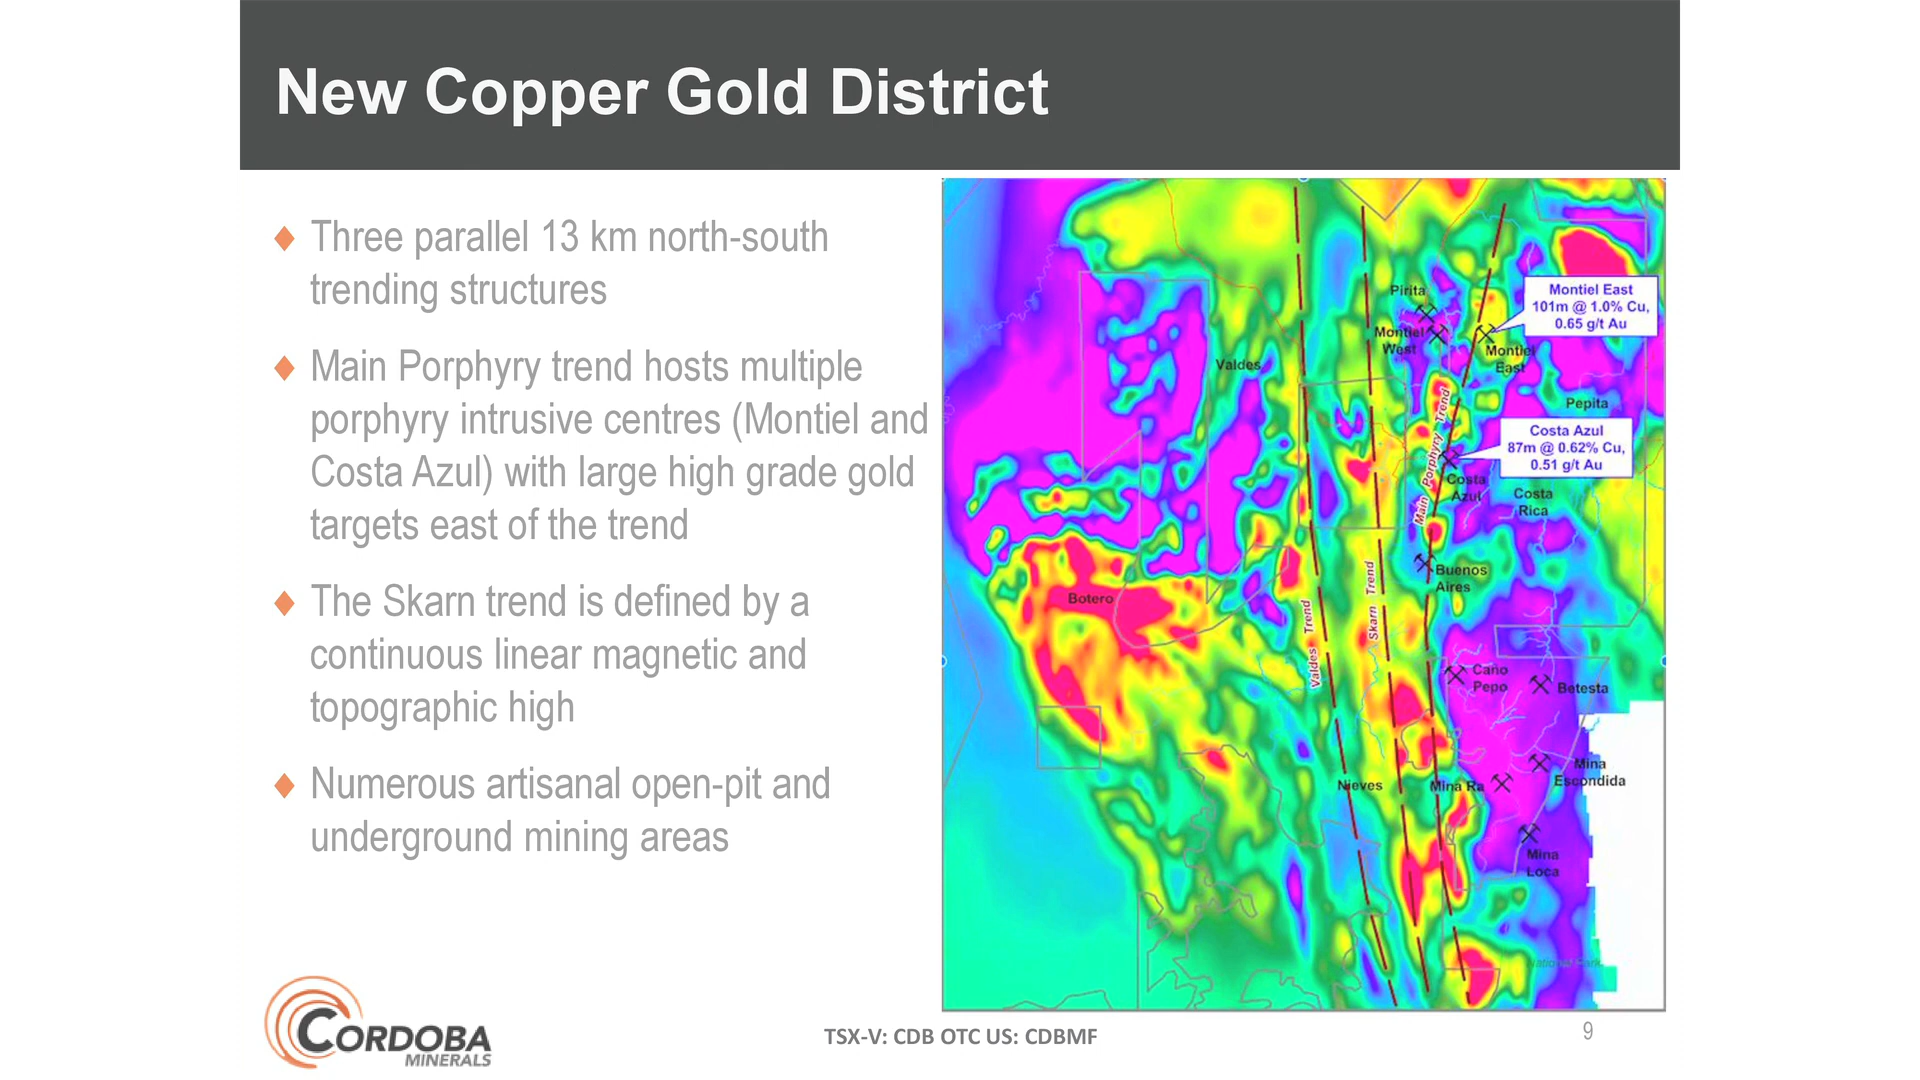 New Copper Gold District
Three parallel 13 km north-south
trending structures
Main Porphyry trend hosts multiple
porphyry intrusive centres (Montiel and
Costa Azul) with large high grade gold
targets east of the trend
The Skarn trend is defined by a
continuous linear magnetic and
topographic high
Numerous artisanal open-pit and
underground mining areas
Pirita
Montiel East
101m @ 1.0% Cu,
0.65 g/t Au
Montiel
West
Montiel
East
Valdes
Pepita
Costa Azul
87m @ 0.62% Cu,
0.51 g/t Au
Main Porphyry Trend
Costa
Azul
Costa
Rica
Buenos
Aires
Botero
Valdes Trend
Skarn Trend
Caño
Pepo
Betesta
Nieves
Mina Ra
Mina
Escondida
Mina
Loca
National Park
CORDOBA
MINERALS
TSX-V: CDB OTC US: CDBMF
9